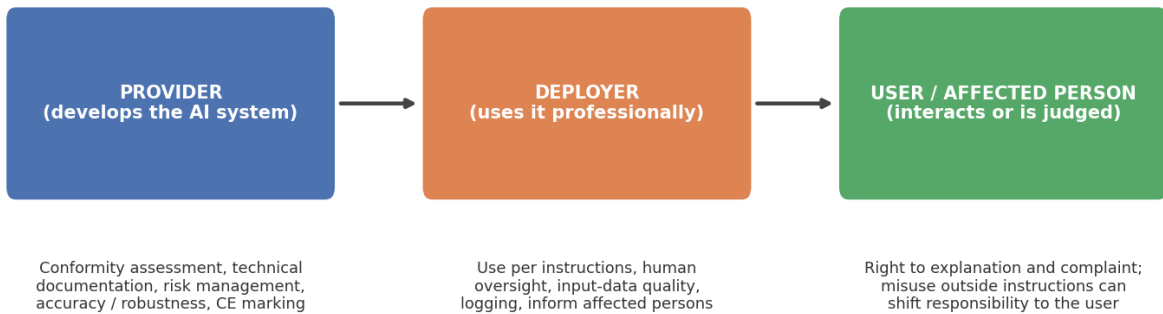 PROVIDER
(develops the AI system)
DEPLOYER
(uses it professionally)
USER / AFFECTED PERSON
(interacts or is judged)
Conformity assessment, technical
documentation, risk management,
accuracy / robustness, CE marking
Use per instructions, human
oversight, input-data quality,
logging, inform affected persons
Right to explanation and complaint;
misuse outside instructions can
shift responsibility to the user